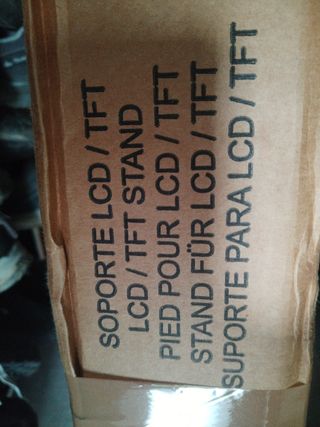 SOPORTE LCD / TFT
LCD / TFT STAND
PIED POUR LCD / TFT
STAND FÜR LCD / TFT
SUPORTE PARA LCD / TFT